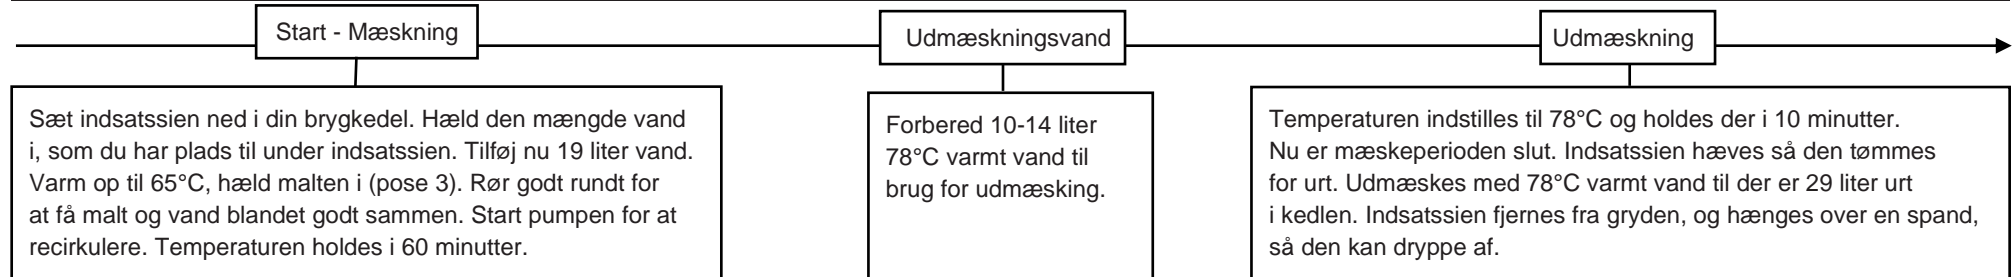 Start - Mæskning
Sæt indsatssien ned i din brygkedel. Hæld den mængde vand
i, som du har plads til under indsatssien. Tilføj nu 19 liter vand.
Varm op til 65°C, hæld malten i (pose 3). Rør godt rundt for
at få malt og vand blandet godt sammen. Start pumpen for at
recirkulere. Temperaturen holdes i 60 minutter.
Udmæskningsvand
Forbered 10-14 liter
78°C varmt vand til
brug for udmæsking.
Udmæskning
Temperaturen indstilles til 78°C og holdes der i 10 minutter.
Nu er mæskeperioden slut. Indsatssien hæves så den tømmes
for urt. Udmæskes med 78°C varmt vand til der er 29 liter urt
i kedlen. Indsatssien fjernes fra gryden, og hænges over en spand,
så den kan dryppe af.